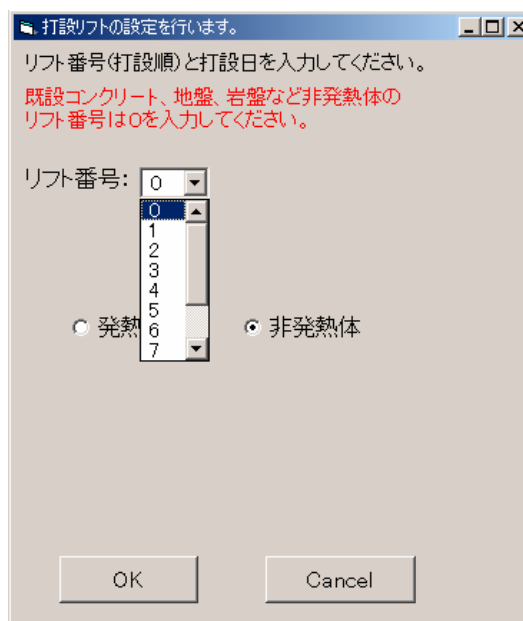 打設リフトの設定を行います。
リフト番号(打設順)と打設日を入力してください。
既設コンクリート、地盤、岩盤など非発熱体の
リフト番号は0を入力してください。
リフト番号: 0
0
1
2
3
4
5
6
7
発熱
非発熱体
OK
Cancel